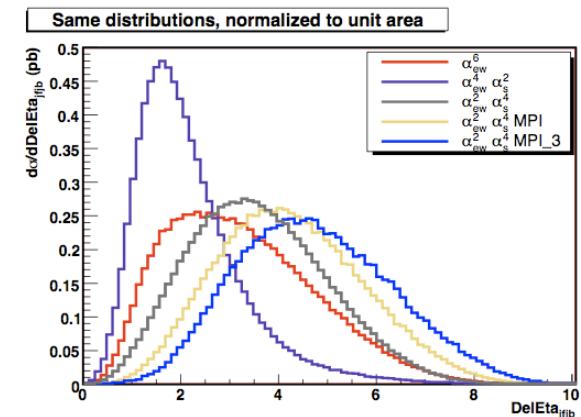 Same distributions, normalized to unit area
dσ/dDelEta_jfjb (pb)
0.5
0.45
0.4
0.35
0.3
0.25
0.2
0.15
0.1
0.05
0
α_ew^6
α_ew^4 α_s^2
α_ew^2 α_s^4
α_ew^2 α_s^4 MPI
α_ew^2 α_s^4 MPI_3
0 2 4 6 8 10
DelEta_jfjb